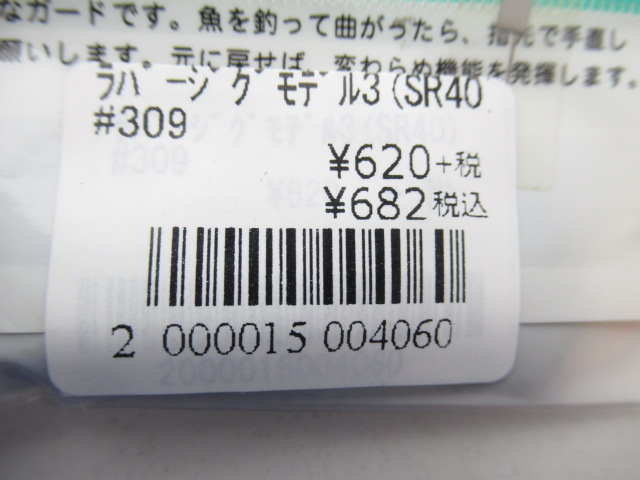 なガードです。魚を釣って曲がったら、指先で手直し
願いします。元に戻せば、変わらぬ機能を発揮します。
ﾗﾊﾞｰｼﾞｸﾞﾓﾃﾞﾙ3(SR40
#309
¥620+税
¥682税込
2 000015 004060